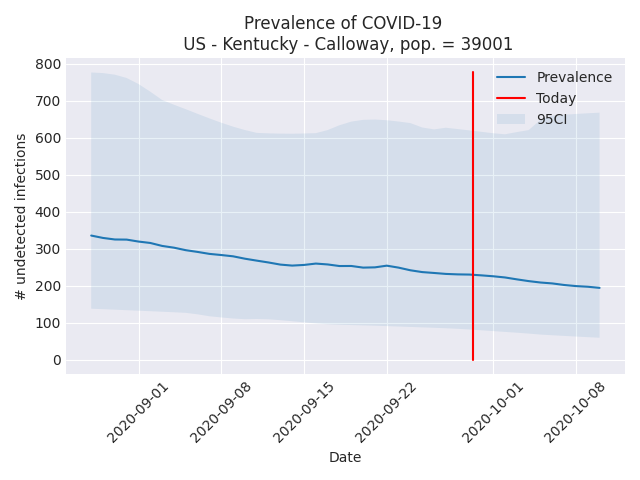 Prevalence of COVID-19
US - Kentucky - Calloway, pop. = 39001
800
700
600
500
400
300
200
100
0
# undetected infections
Prevalence
Today
95CI
2020-09-01
2020-09-08
2020-09-15
2020-09-22
2020-10-01
2020-10-08
Date